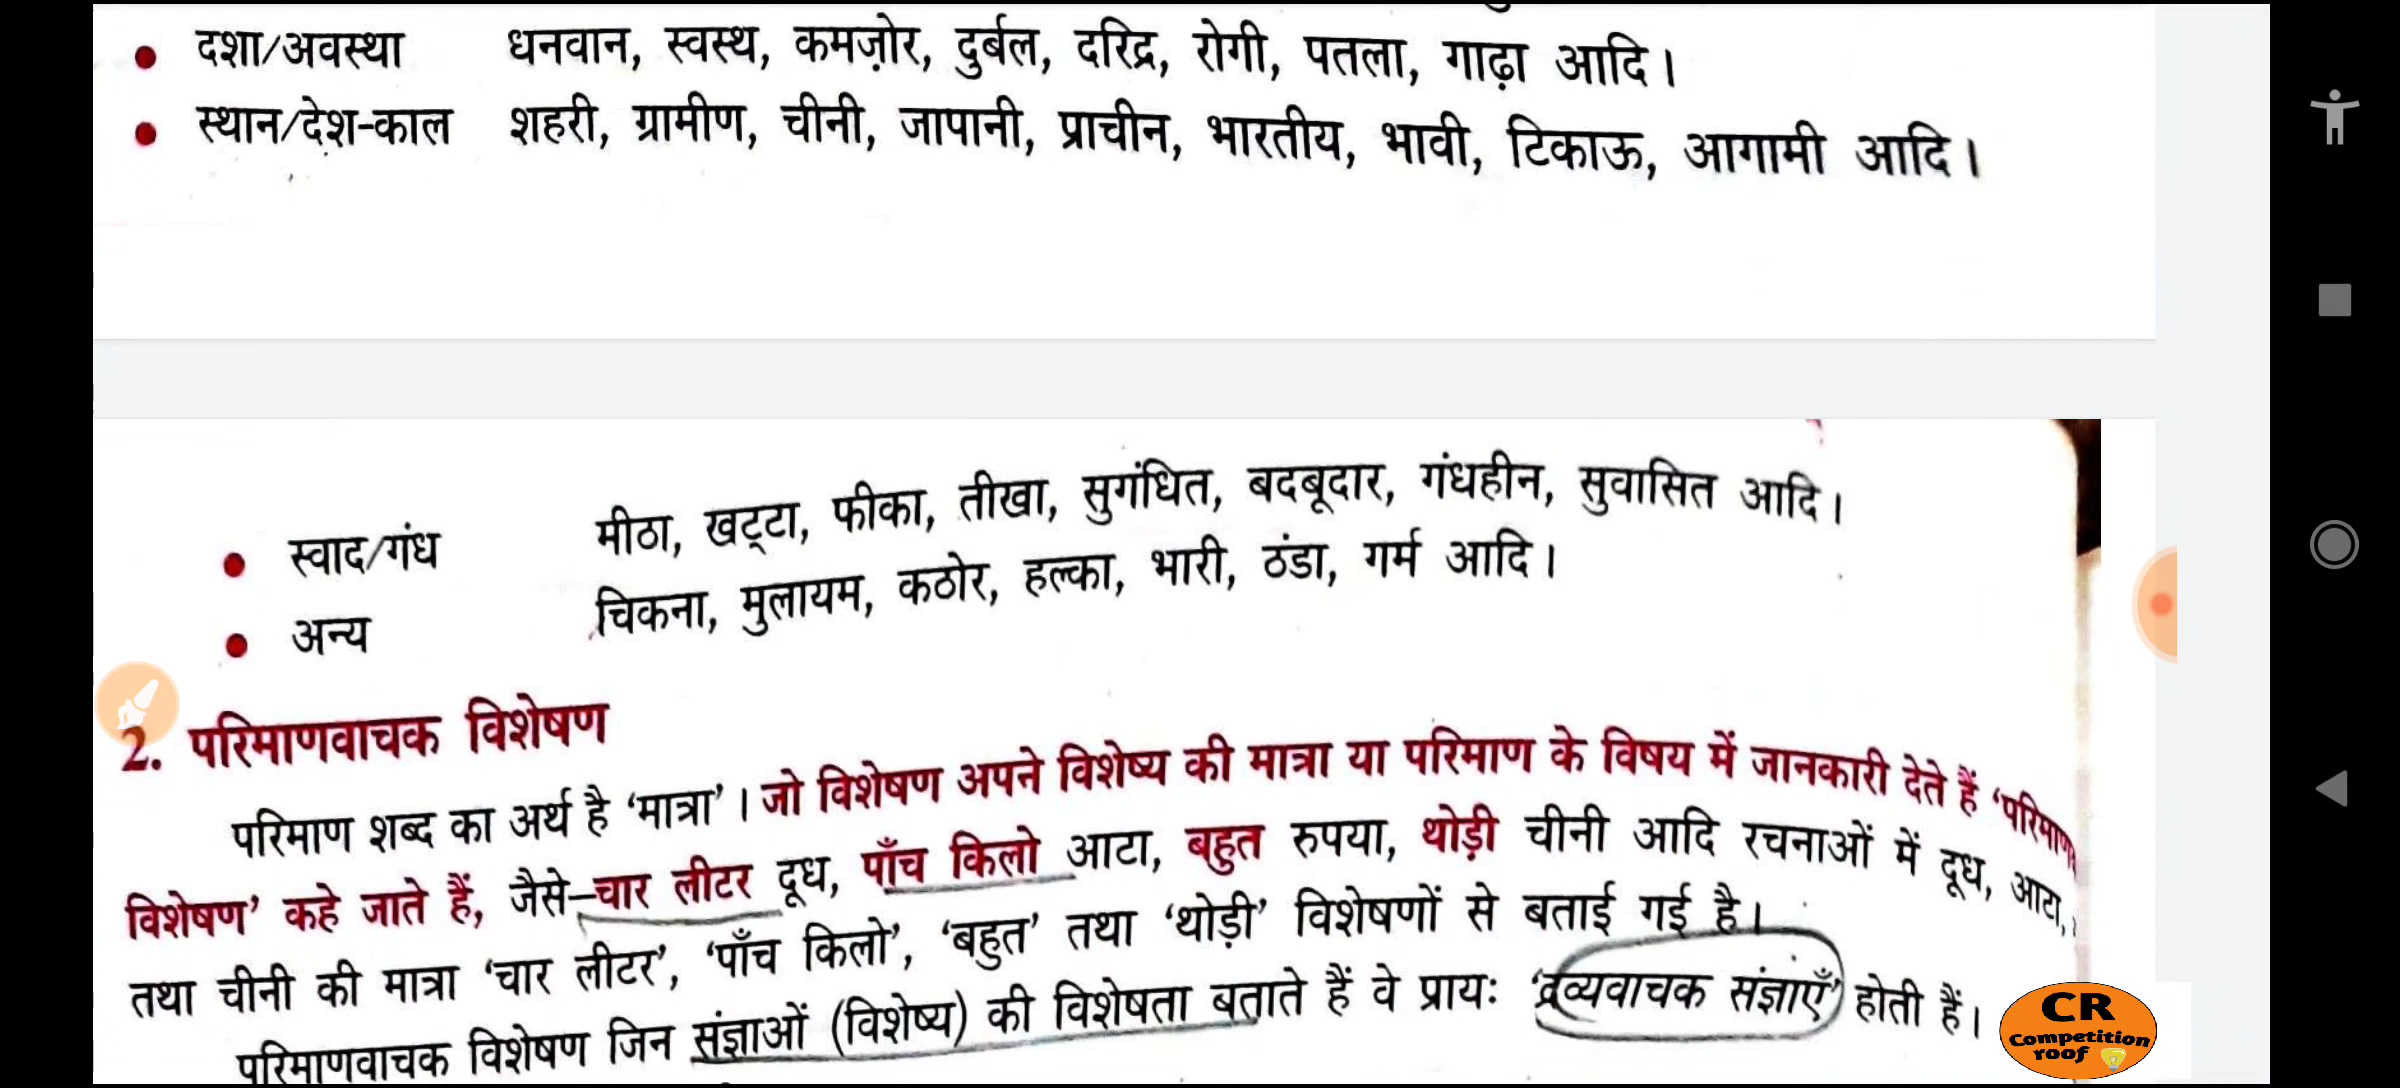 • दशा/अवस्था धनवान, स्वस्थ, कमज़ोर, दुर्बल, दरिद्र, रोगी, पतला, गाढ़ा आदि।
• स्थान/देश-काल शहरी, ग्रामीण, चीनी, जापानी, प्राचीन, भारतीय, भावी, टिकाऊ, आगामी आदि।
• स्वाद/गंध मीठा, खट्टा, फीका, तीखा, सुगंधित, बदबूदार, गंधहीन, सुवासित आदि।
• अन्य चिकना, मुलायम, कठोर, हल्का, भारी, ठंडा, गर्म आदि।
2. परिमाणवाचक विशेषण
परिमाण शब्द का अर्थ है ‘मात्रा’। जो विशेषण अपने विशेष्य की मात्रा या परिमाण के विषय में जानकारी देते हैं ‘परिमाण
विशेषण’ कहे जाते हैं, जैसे–चार लीटर दूध, पाँच किलो आटा, बहुत रुपया, थोड़ी चीनी आदि रचनाओं में दूध, आटा,
तथा चीनी की मात्रा ‘चार लीटर’, ‘पाँच किलो’, ‘बहुत’ तथा ‘थोड़ी’ विशेषणों से बताई गई है।
परिमाणवाचक विशेषण जिन संज्ञाओं (विशेष्य) की विशेषता बताते हैं वे प्रायः ‘द्रव्यवाचक संज्ञाएँ’ होती हैं।
CR
Competition
roof